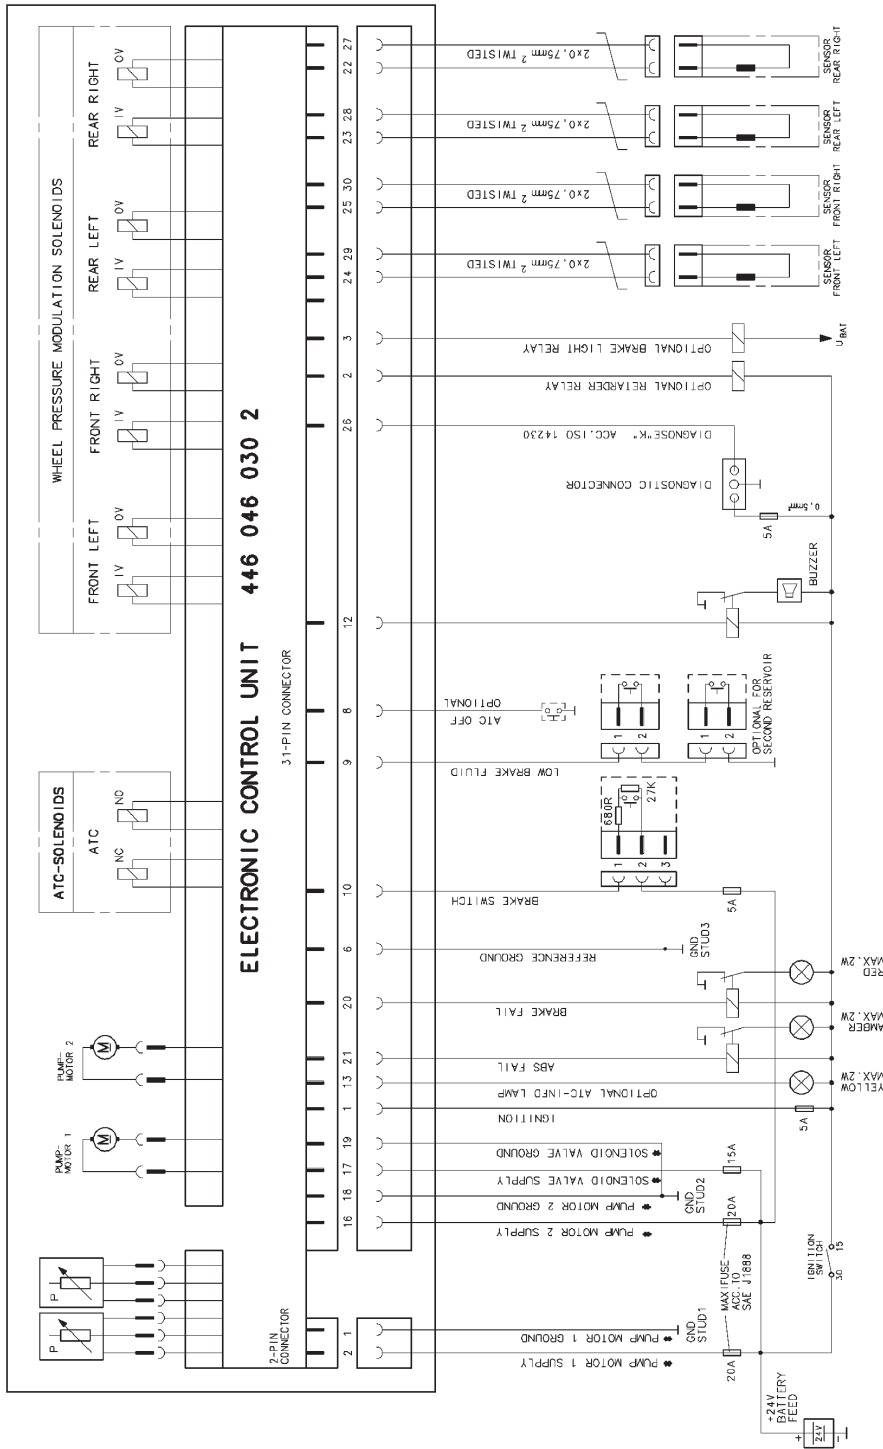 WHEEL PRESSURE MODULATION SOLENOIDS
FRONT LEFT
IV
OV
FRONT RIGHT
IV
OV
REAR LEFT
IV
OV
REAR RIGHT
IV
OV
ATC-SOLENOIDS
ATC
NC
NO
PUMP-
MOTOR 1
M
PUMP-
MOTOR 2
M
P
P
ELECTRONIC CONTROL UNIT 446 046 030 2
2-PIN
CONNECTOR
31-PIN CONNECTOR
2
1
16
18
17
19
1
13
21
20
6
10
9
8
12
26
2
3
24
29
25
30
23
28
22
27
* PUMP MOTOR 1 SUPPLY
* PUMP MOTOR 1 GROUND
* PUMP MOTOR 2 SUPPLY
* PUMP MOTOR 2 GROUND
* SOLENOID VALVE SUPPLY
* SOLENOID VALVE GROUND
IGNITION
OPTIONAL ATC-INFO LAMP
ABS FAIL
BRAKE FAIL
REFERENCE GROUND
BRAKE SWITCH
LOW BRAKE FLUID
ATC OFF
OPTIONAL
DIAGNOSE"K" ACC.ISO 14230
DIAGNOSTIC CONNECTOR
OPTIONAL RETARDER RELAY
OPTIONAL BRAKE LIGHT RELAY
2x0,75mm² TWISTED
2x0,75mm² TWISTED
2x0,75mm² TWISTED
2x0,75mm² TWISTED
GND
STUD1
GND
STUD2
GND
STUD3
680R
27K
1
2
3
1
2
1
2
OPTIONAL FOR
SECOND RESERVOIR
SENSOR
FRONT LEFT
SENSOR
FRONT RIGHT
SENSOR
REAR LEFT
SENSOR
REAR RIGHT
20A
MAXIFUSE
ACC.TO
SAE J1888
20A
15A
5A
5A
5A
0,5mm²
BUZZER
U BAT
YELLOW
MAX.2W
AMBER
MAX.2W
RED
MAX.2W
IGNITION
SWITCH
30
15
+24V
BATTERY
FEED
+
24V
-